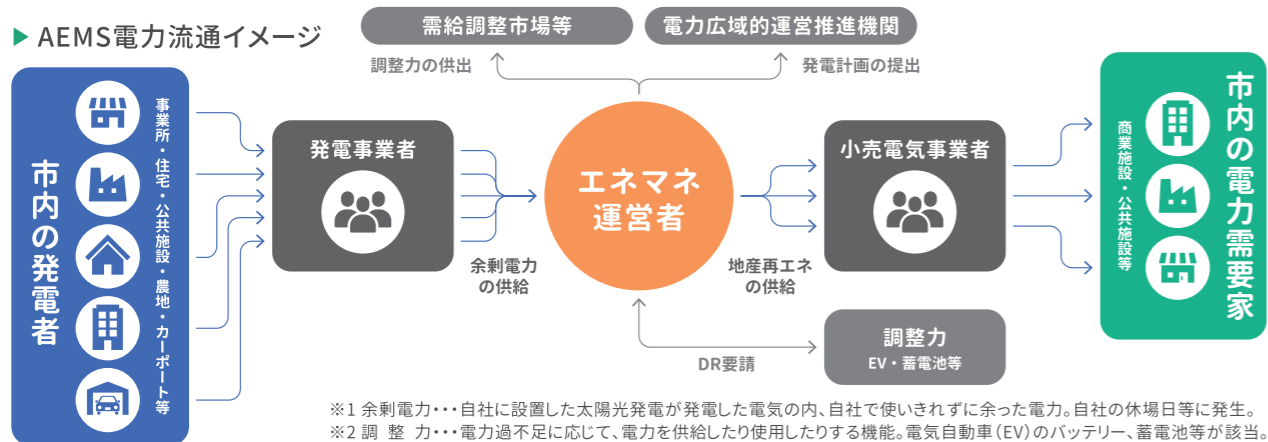 ▶ AEMS電力流通イメージ
需給調整市場等
電力広域的運営推進機関
調整力の供出
発電計画の提出
市内の発電者
事業所・住宅・公共施設・農地・カーポート等
発電事業者
余剰電力
の供給
エネマネ
運営者
地産再エネ
の供給
小売電気事業者
商業施設・公共施設等
市内の電力需要家
DR要請
調整力
EV・蓄電池等
※1 余剰電力・・・自社に設置した太陽光発電が発電した電気の内、自社で使いきれずに余った電力。自社の休場日等に発生。
※2 調 整 力・・・電力過不足に応じて、電力を供給したり使用したりする機能。電気自動車（EV）のバッテリー、蓄電池等が該当。